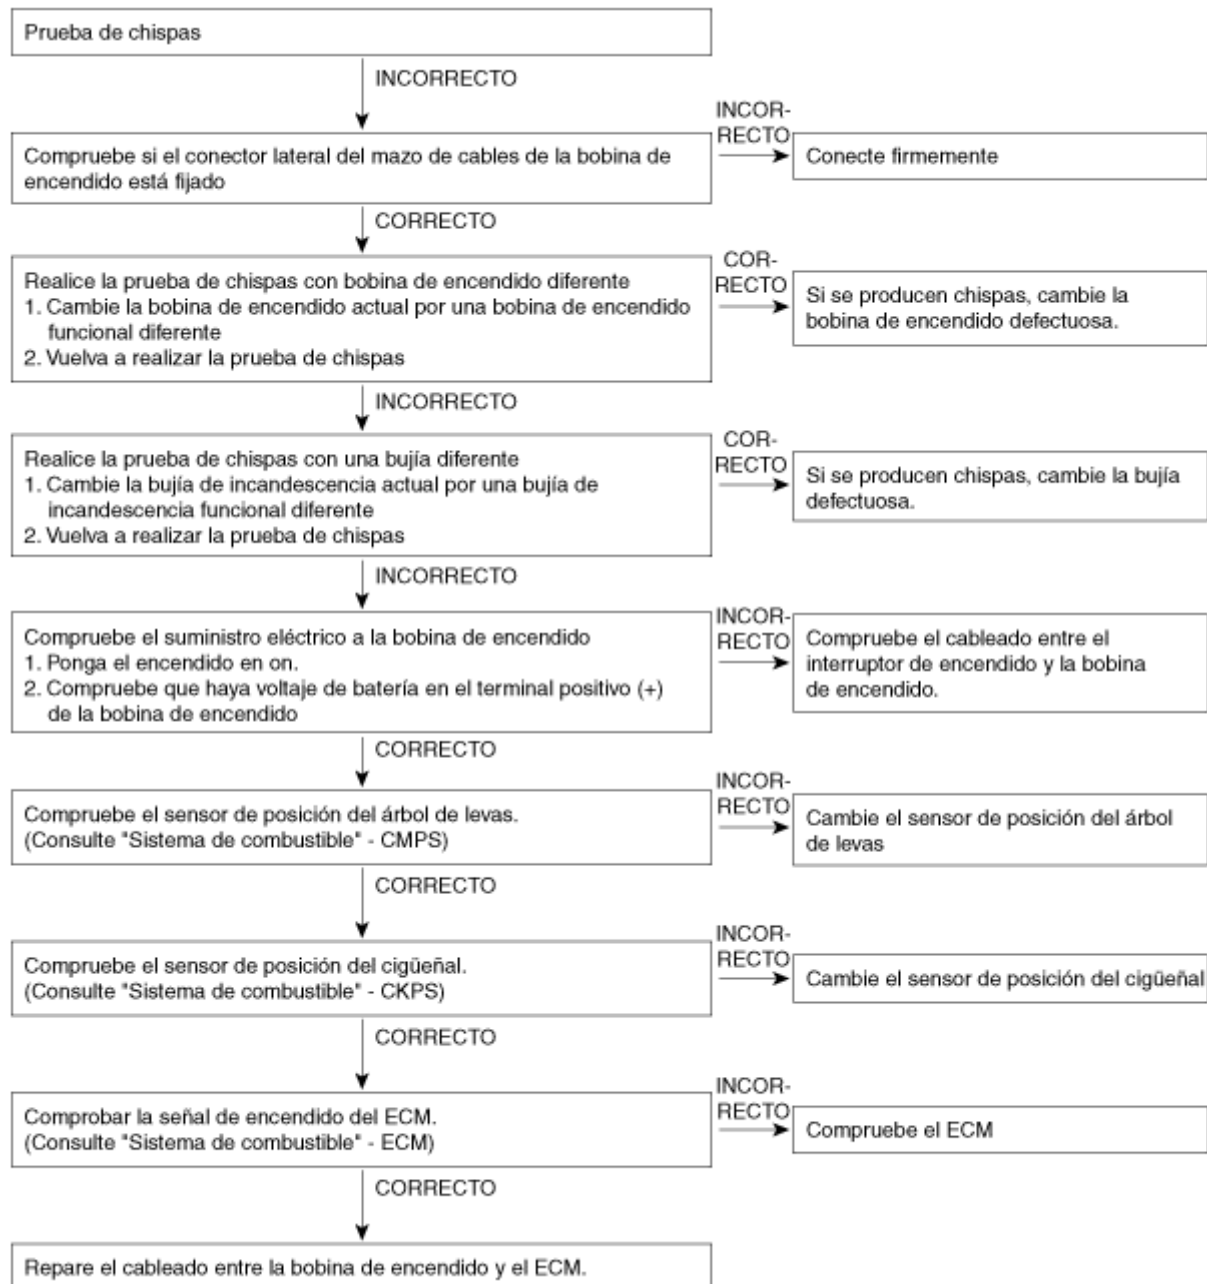 Prueba de chispas
INCORRECTO
Compruebe si el conector lateral del mazo de cables de la bobina de
encendido está fijado
INCOR-
RECTO
Conecte firmemente
CORRECTO
Realice la prueba de chispas con bobina de encendido diferente
1. Cambie la bobina de encendido actual por una bobina de encendido
funcional diferente
2. Vuelva a realizar la prueba de chispas
COR-
RECTO
Si se producen chispas, cambie la
bobina de encendido defectuosa.
INCORRECTO
Realice la prueba de chispas con una bujía diferente
1. Cambie la bujía de incandescencia actual por una bujía de
incandescencia funcional diferente
2. Vuelva a realizar la prueba de chispas
COR-
RECTO
Si se producen chispas, cambie la bujía
defectuosa.
INCORRECTO
Compruebe el suministro eléctrico a la bobina de encendido
1. Ponga el encendido en on.
2. Compruebe que haya voltaje de batería en el terminal positivo (+)
de la bobina de encendido
INCOR-
RECTO
Compruebe el cableado entre el
interruptor de encendido y la bobina
de encendido.
CORRECTO
Compruebe el sensor de posición del árbol de levas.
(Consulte "Sistema de combustible" - CMPS)
INCOR-
RECTO
Cambie el sensor de posición del árbol
de levas
CORRECTO
Compruebe el sensor de posición del cigüeñal.
(Consulte "Sistema de combustible" - CKPS)
INCOR-
RECTO
Cambie el sensor de posición del cigüeñal
CORRECTO
Comprobar la señal de encendido del ECM.
(Consulte "Sistema de combustible" - ECM)
INCOR-
RECTO
Compruebe el ECM
CORRECTO
Repare el cableado entre la bobina de encendido y el ECM.